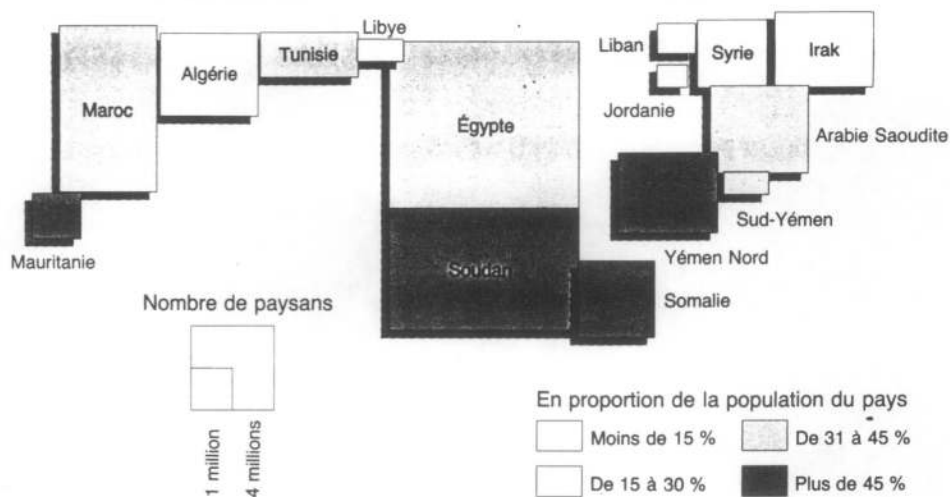 Libye
Liban
Syrie
Irak
Algérie
Tunisie
Maroc
Jordanie
Égypte
Arabie Saoudite
Sud-Yémen
Mauritanie
Yémen Nord
Soudan
Somalie
Nombre de paysans
1 million
4 millions
En proportion de la population du pays
Moins de 15 %
De 31 à 45 %
De 15 à 30 %
Plus de 45 %